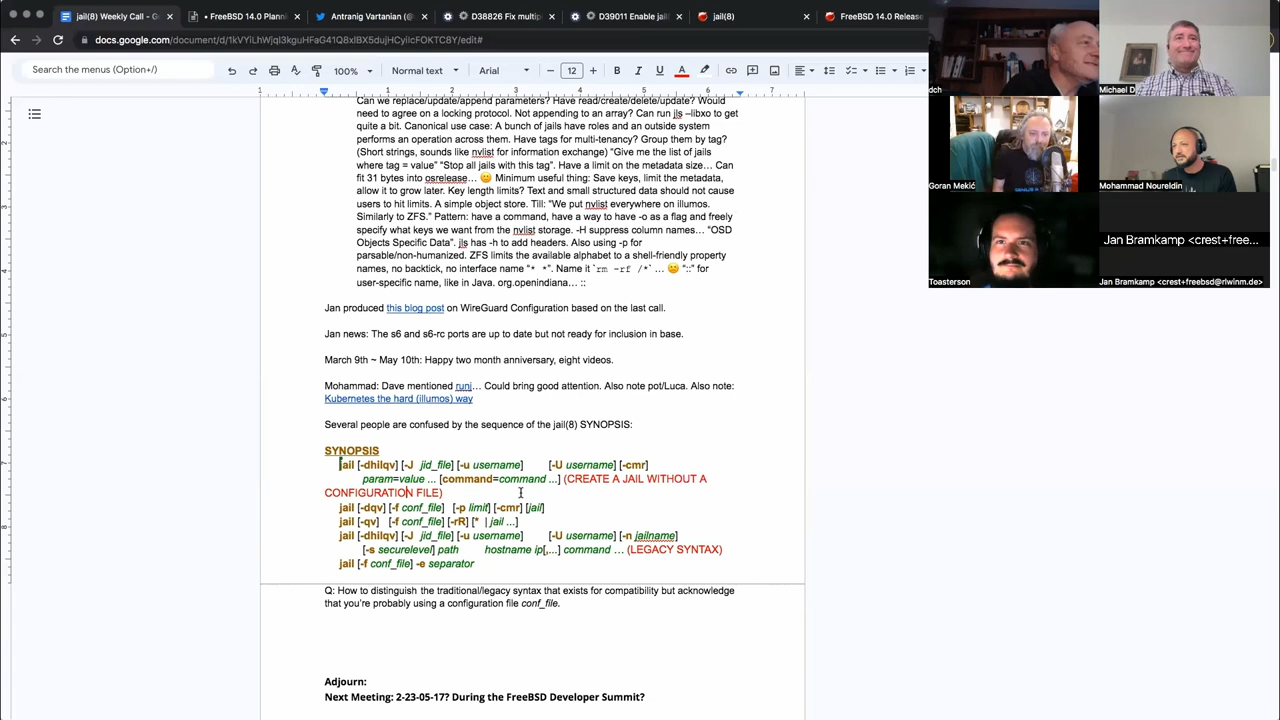 jail(8) Weekly Call - G
• FreeBSD 14.0 Planni
Antranig Vartanian (@
D38826 Fix multip
D39011 Enable jail
jail(8)
FreeBSD 14.0 Releas
docs.google.com/document/d/1kVYiLhWjqI3kguHFaG41Q8xIBX5dujHCyiIcFOKTC8Y/edit#
Search the menus (Option+/)
100%
Normal text
Arial
12
B I U A
1 1 2 3 4 5 6 7
Can we replace/update/append parameters? Have read/create/delete/update? Would
need to agree on a locking protocol. Not appending to an array? Can run jls –libxo to get
quite a bit. Canonical use case: A bunch of jails have roles and an outside system
performs an operation across them. Have tags for multi-tenancy? Group them by tag?
(Short strings, sounds like nvlist for information exchange) “Give me the list of jails
where tag = value” “Stop all jails with this tag”. Have a limit on the metadata size… Can
fit 31 bytes into osrelease… 🙂 Minimum useful thing: Save keys, limit the metadata,
allow it to grow later. Key length limits? Text and small structured data should not cause
users to hit limits. A simple object store. Till: “We put nvlist everywhere on illumos.
Similarly to ZFS.” Pattern: have a command, have a way to have -o as a flag and freely
specify what keys we want from the nvlist storage. -H suppress column names… “OSD
Objects Specific Data”. jls has -h to add headers. Also using -p for
parsable/non-humanized. ZFS limits the available alphabet to a shell-friendly property
names, no backtick, no interface name “* *”. Name it `rm -rf /*` … 🙂 “::” for
user-specific name, like in Java. org.openindiana… ::
Jan produced this blog post on WireGuard Configuration based on the last call.
Jan news: The s6 and s6-rc ports are up to date but not ready for inclusion in base.
March 9th ~ May 10th: Happy two month anniversary, eight videos.
Mohammad: Dave mentioned runj… Could bring good attention. Also note pot/Luca. Also note:
Kubernetes the hard (illumos) way
Several people are confused by the sequence of the jail(8) SYNOPSIS:
SYNOPSIS
jail [-dhilqv] [-J jid_file] [-u username] [-U username] [-cmr]
param=value ... [command=command ...] (CREATE A JAIL WITHOUT A
CONFIGURATION FILE)
jail [-dqv] [-f conf_file] [-p limit] [-cmr] [jail]
jail [-qv] [-f conf_file] [-rR] [* | jail ...]
jail [-dhilqv] [-J jid_file] [-u username] [-U username] [-n jailname]
[-s securelevel] path hostname ip[,...] command … (LEGACY SYNTAX)
jail [-f conf_file] -e separator
Q: How to distinguish the traditional/legacy syntax that exists for compatibility but acknowledge
that you’re probably using a configuration file conf_file.
Adjourn:
Next Meeting: 2-23-05-17? During the FreeBSD Developer Summit?
dch
Michael D
Goran Mekić
Mohammad Noureldin
Toasterson
Jan Bramkamp <crest+free...
Jan Bramkamp <crest+freebsd@rlwinm.de>